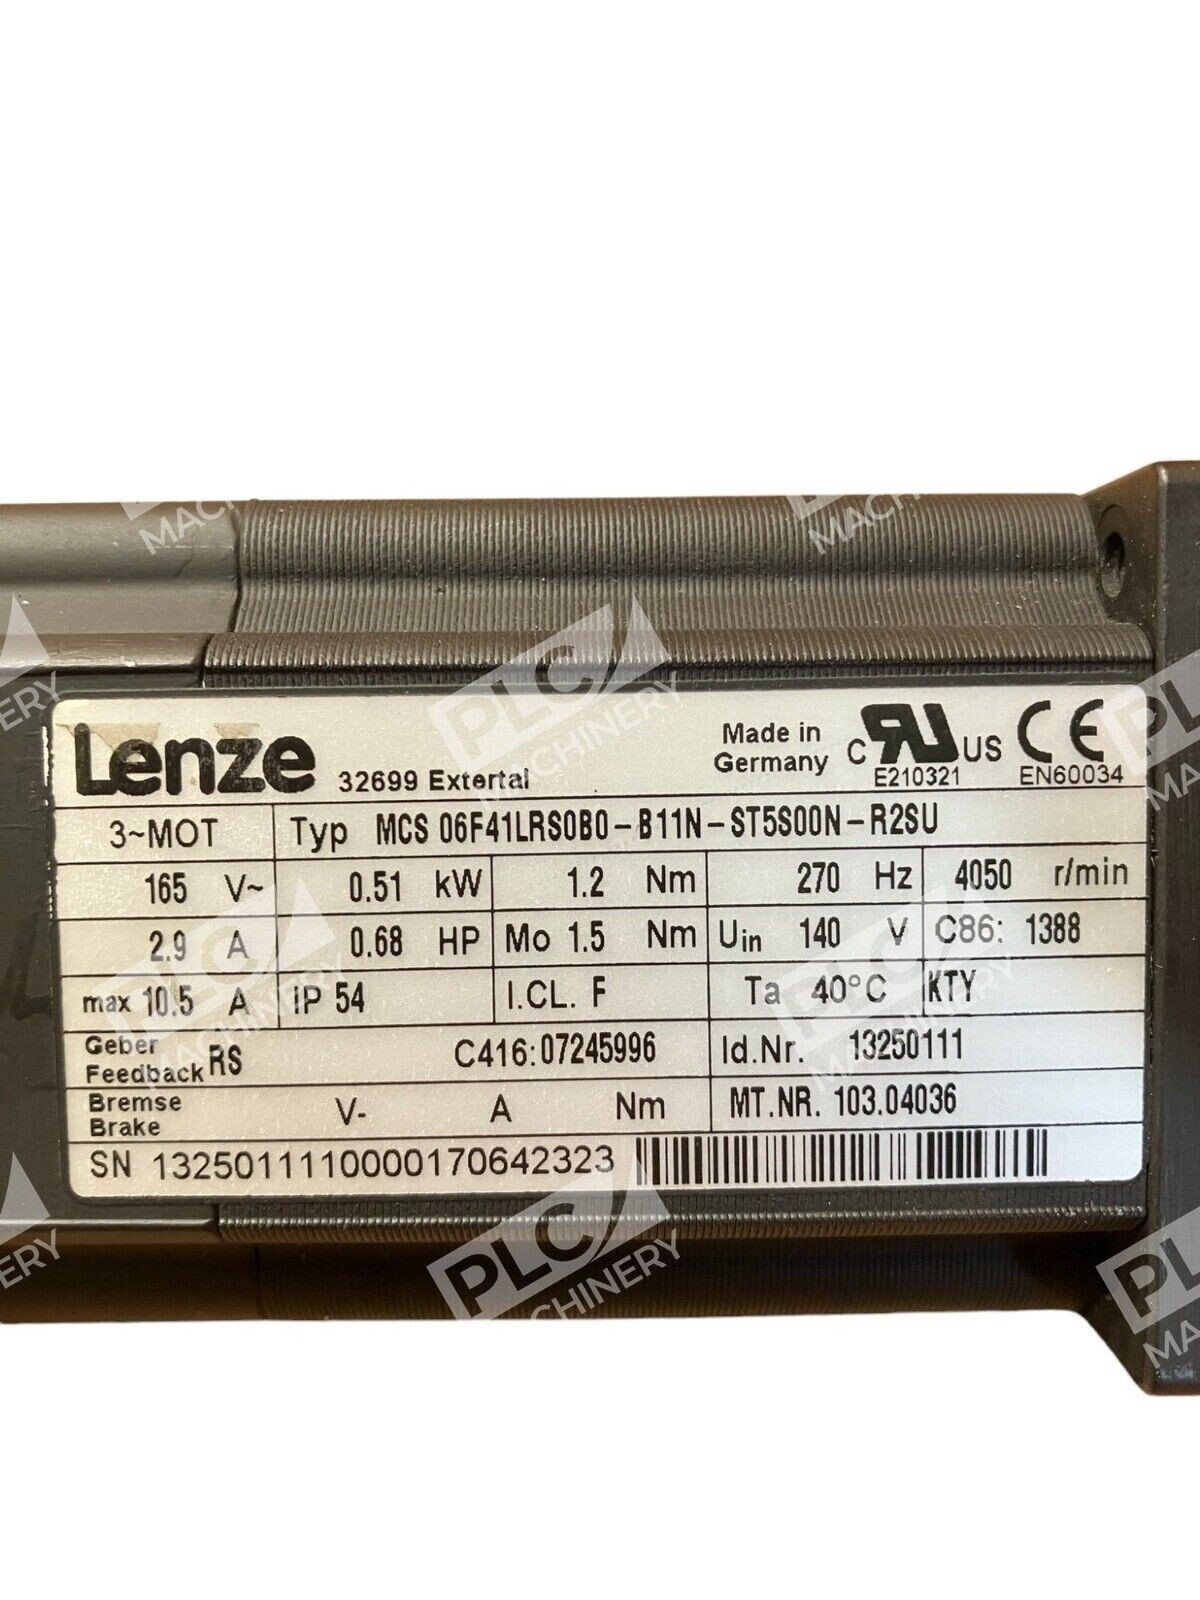 Lenze 32699 Extertal Made in Germany c RU US CE
E210321 EN60034
3~MOT Typ MCS 06F41LRS0B0-B11N-ST5S00N-R2SU
165 V~ 0.51 kW 1.2 Nm 270 Hz 4050 r/min
2.9 A 0.68 HP Mo 1.5 Nm Uin 140 V C86: 1388
max 10.5 A IP 54 I.CL. F Ta 40°C KTY
Geber Feedback RS C416:07245996 Id.Nr. 13250111
Bremse Brake V- A Nm MT.NR. 103.04036
SN 1325011110000170642323
PLC MACHINERY